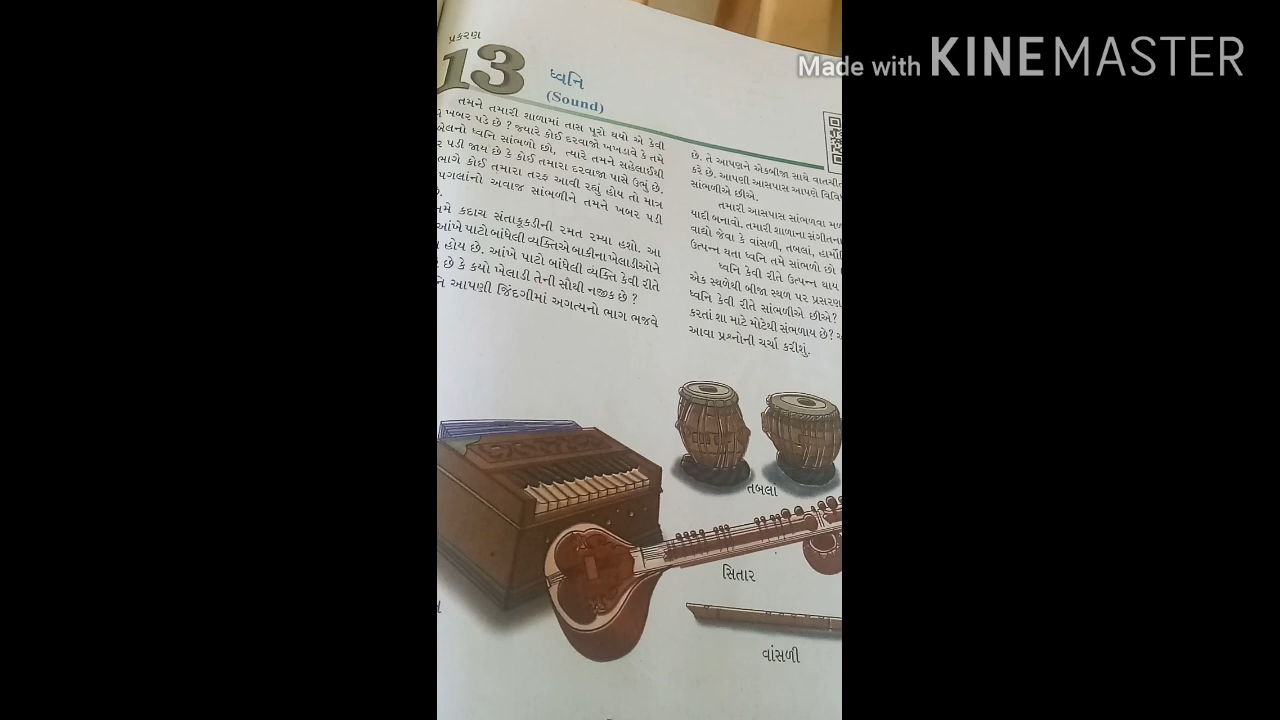 Made with KINEMASTER
પ્રકરણ
13
ધ્વનિ
(Sound)
તમને તમારી શાળામાં તાસ પૂરો થયો એ કેવી
ખબર પડે છે ? જ્યારે કોઈ દરવાજો ખખડાવે કે તમે
બેલનો ધ્વનિ સાંભળો છો, ત્યારે તમને સહેલાઈથી
પડી જાય છે કે કોઈ તમારા દરવાજા પાસે ઉભું છે.
ભાગે કોઈ તમારા તરફ આવી રહ્યું હોય તો માત્ર
પગલાંનો અવાજ સાંભળીને તમને ખબર પડી
છે.
તમે કદાચ સંતાકૂકડીની રમત રમ્યા હશો. આ
આંખે પાટો બાંધેલી વ્યક્તિએ બાકીના ખેલાડીઓને
હોય છે. આંખે પાટો બાંધેલી વ્યક્તિ કેવી રીતે
છે કે કયો ખેલાડી તેની સૌથી નજીક છે ?
આપણી જિંદગીમાં અગત્યનો ભાગ ભજવે
છે. તે આપણને એકબીજા સાથે
કરે છે. આપણી આસપાસ આપણે
સાંભળીએ છીએ.
તમારી આસપાસ સાંભળવા
યાદી બનાવો. તમારી શાળાના
વાદ્યો જેવા કે વાંસળી, તબલાં,
ઉત્પન્ન થતા ધ્વનિ તમે સાંભળો છો
ધ્વનિ કેવી રીતે ઉત્પન્ન થાય
એક સ્થળેથી બીજા સ્થળ પર પ્રસરણ
ધ્વનિ કેવી રીતે સાંભળીએ છીએ?
કરતાં શા માટે મોટેથી સંભળાય છે?
આવા પ્રશ્નોની ચર્ચા કરીશું.
તબલાં
સિતાર
વાંસળી